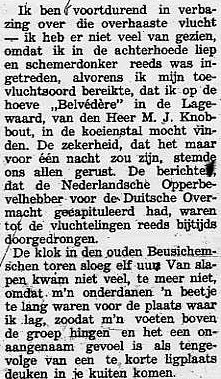 Ik ben voortdurend in verba-
zing over die overhaaste vlucht
— ik heb er niet veel van gezien,
omdat ik in de achterhoede liep
en schemerdonker reeds was in-
getreden, alvorens ik mijn toe-
vluchtsoord bereikte, dat ik op de
hoeve „Belvédère” in de Lage-
waard, van den Heer M. J. Knob-
bout, in de koeienstal mocht vin-
den. De zekerheid, dat het maar
voor één nacht zou zijn, stemde
ons allen gerust. De berichten
dat de Nederlandsche Opperbe-
velhebber voor de Duitsche Over-
macht gecapituleerd had, waren
tot de vluchtelingen reeds bijtijds
doorgedrongen.
De klok in den ouden Beusichem-
schen toren sloeg elf uur. Van sla-
pen kwam niet veel, te meer niet,
omdat m'n onderdanen 'n beetje
te lang waren voor de plaats waar
ik lag, zoodat m'n voeten boven
de groep hingen en het een on-
aangenaam gevoel is als tenge-
volge van een te korte ligplaats
deuken in je kuiten komen.